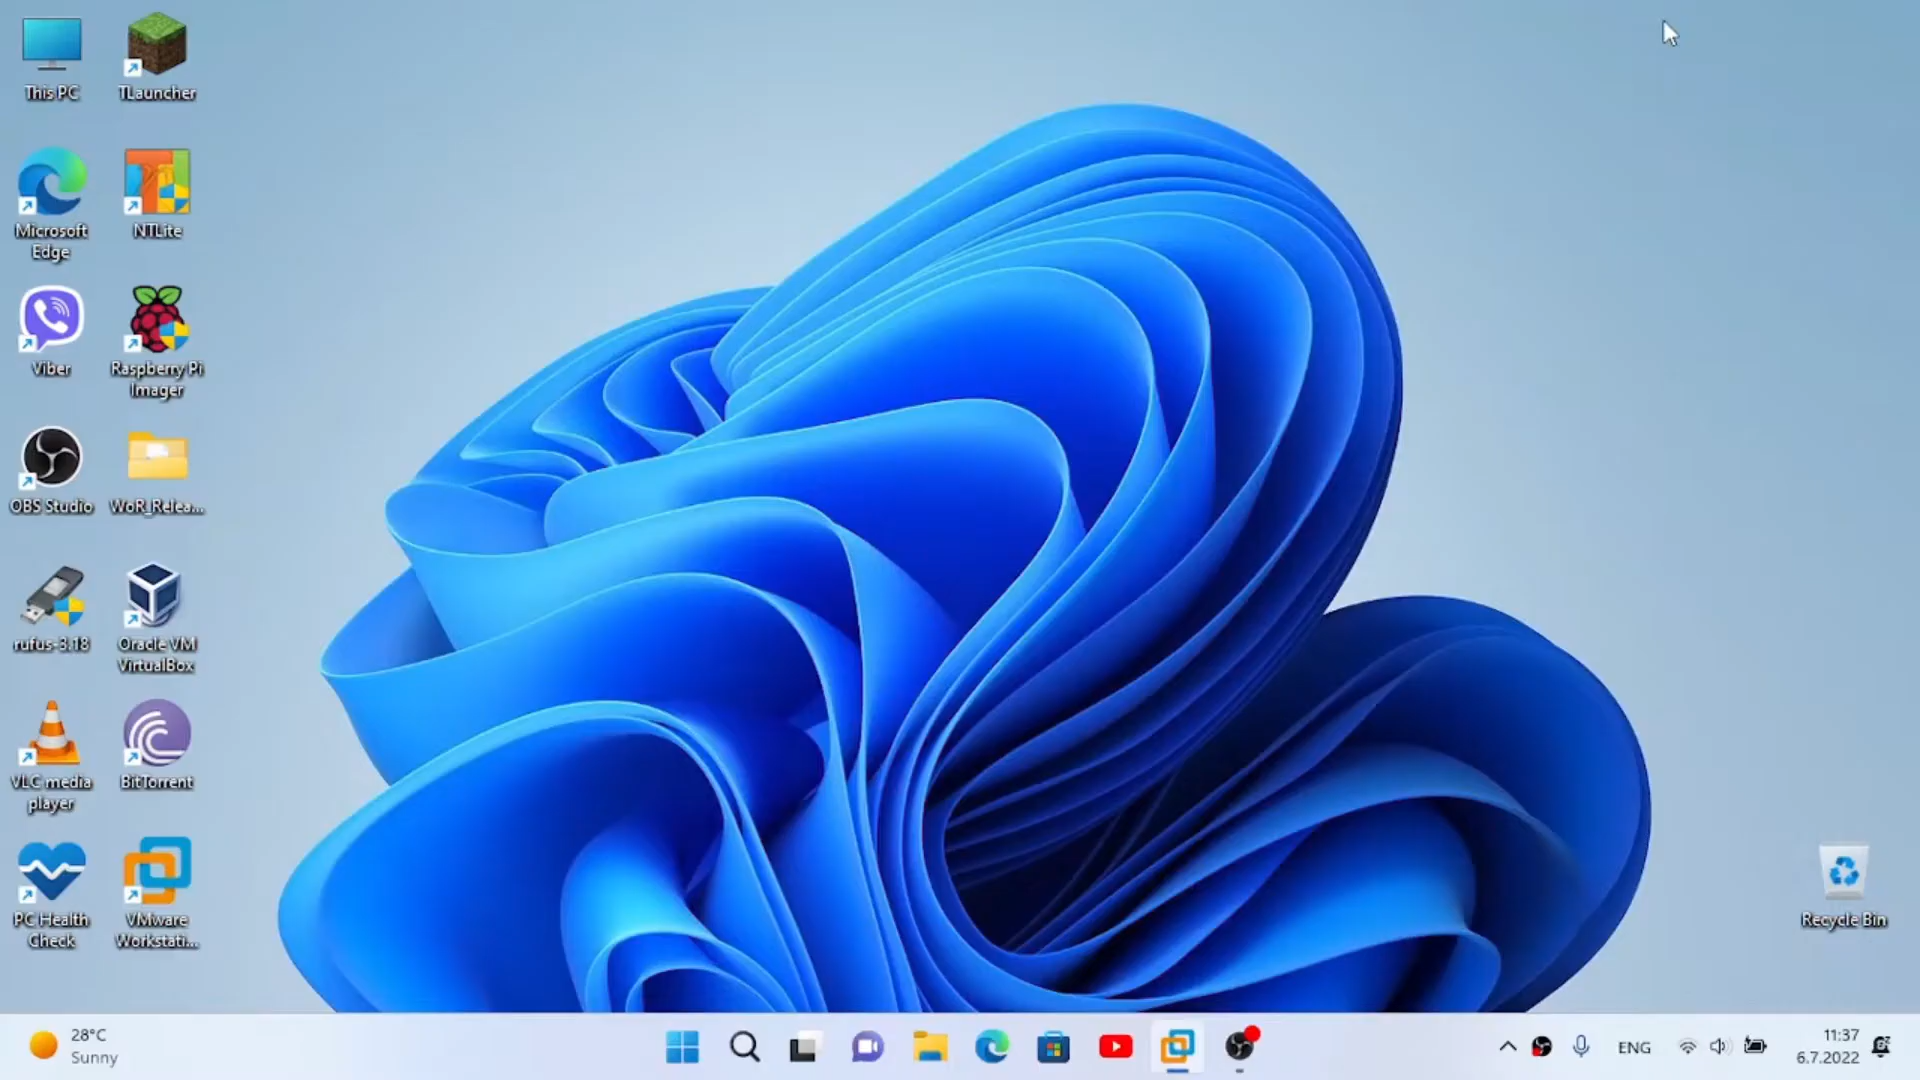 This PC
TLauncher
Microsoft
Edge
NTLite
Viber
Raspberry Pi
Imager
OBS Studio
WoR_Relea...
rufus-3.18
Oracle VM
VirtualBox
VLC media
player
BitTorrent
PC Health
Check
VMware
Workstati...
Recycle Bin
28°C
Sunny
ENG
11:37
6.7.2022